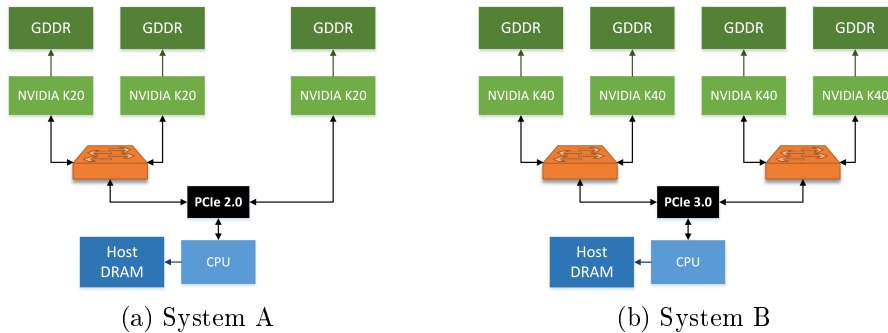 GDDR
GDDR
GDDR
NVIDIA K20
NVIDIA K20
NVIDIA K20
PCIe 2.0
Host
DRAM
CPU
(a) System A
GDDR
GDDR
GDDR
GDDR
NVIDIA K40
NVIDIA K40
NVIDIA K40
NVIDIA K40
PCIe 3.0
Host
DRAM
CPU
(b) System B